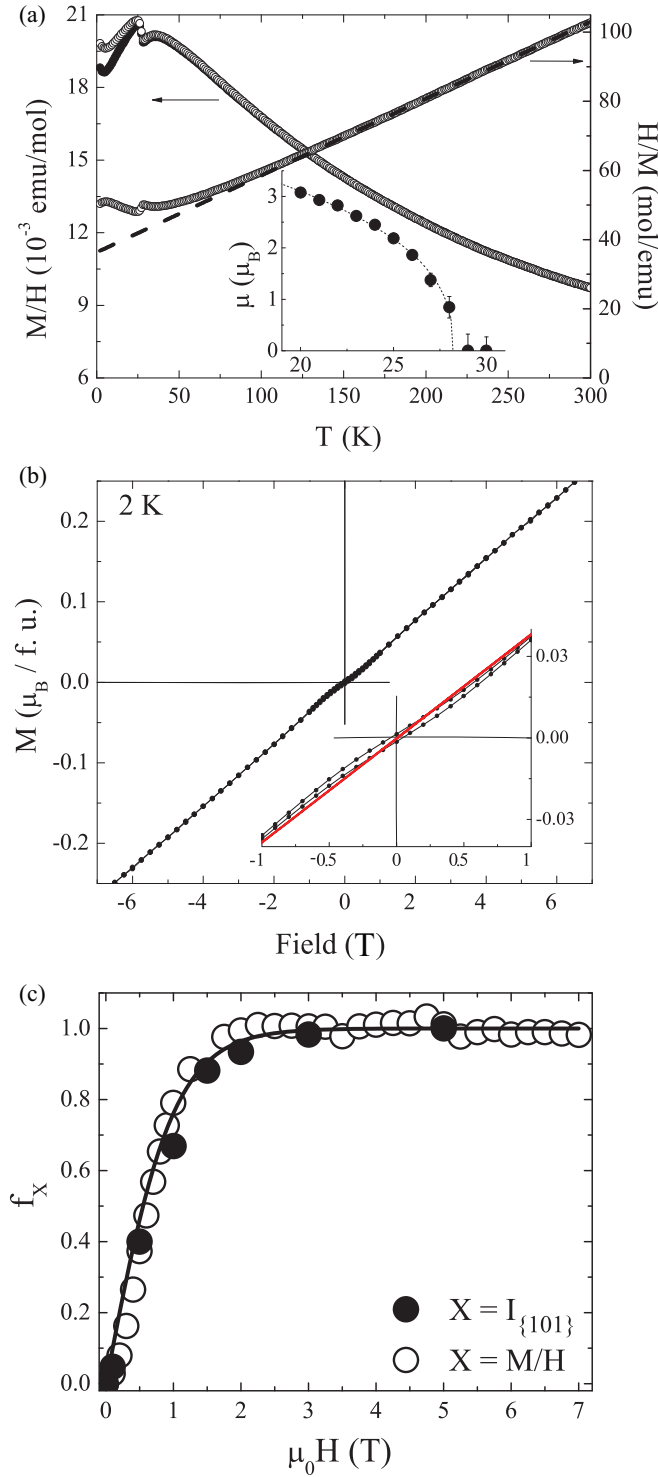 (a)
21
18
15
12
9
6
M/H (10⁻³ emu/mol)
100
80
60
40
20
0
H/M (mol/emu)
3
2
1
0
μ (μ_B)
20 25 30
0 50 100 150 200 250 300
T (K)
(b)
2 K
0.2
0.1
0.0
-0.1
-0.2
M (μ_B / f. u.)
0.03
0.00
-0.03
-1 -0.5 0 0.5 1
-6 -4 -2 0 2 4 6
Field (T)
(c)
1.0
0.8
0.6
0.4
0.2
0.0
f_X
X = I_{101}
X = M/H
0 1 2 3 4 5 6 7
μ₀H (T)